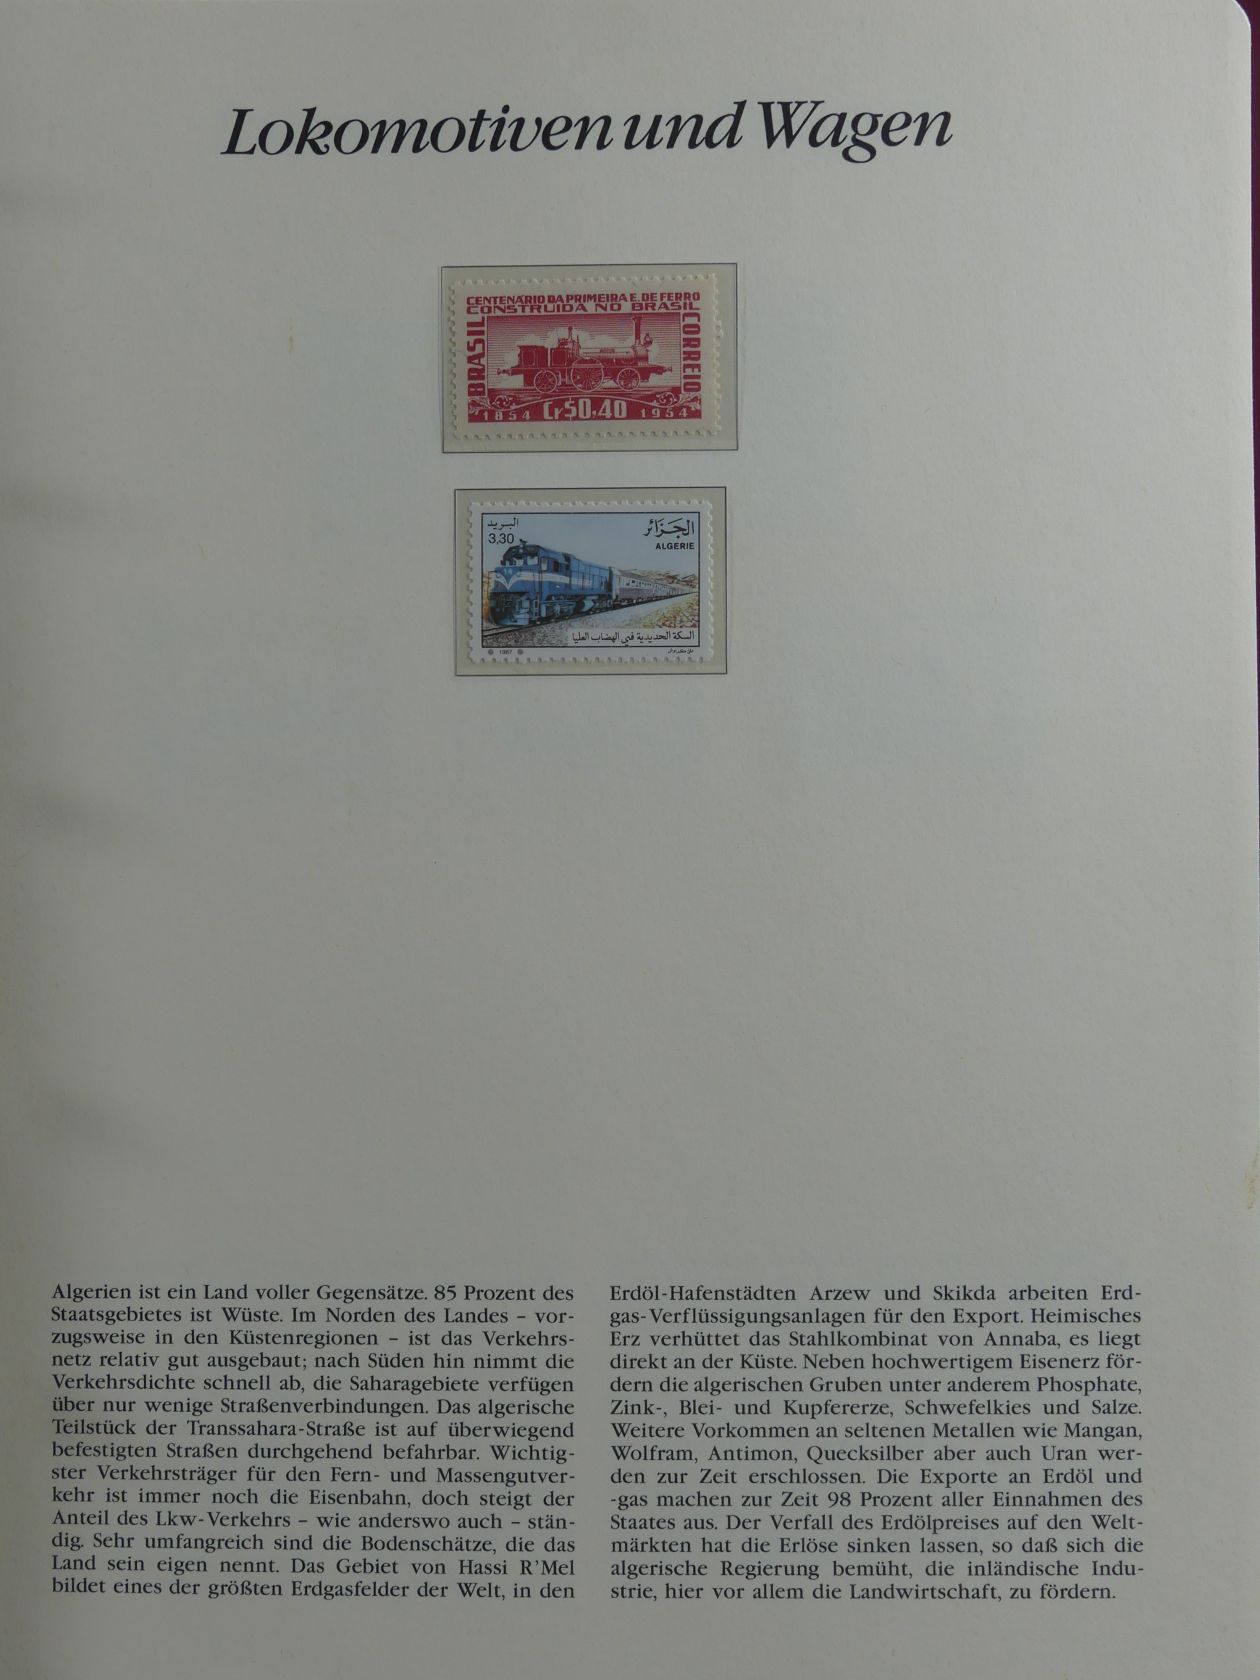 Lokomotiven und Wagen
CENTENÁRIO DA PRIMEIRA E. DE FERRO
CONSTRUIDA NO BRASIL
BRASIL
CORREIO
1854 Cr$0,40 1954
البريد
3,30
الجزائر
ALGERIE
السكة الحديدية في الهضاب العليا
1987
Algerien ist ein Land voller Gegensätze. 85 Prozent des
Staatsgebietes ist Wüste. Im Norden des Landes – vor-
zugsweise in den Küstenregionen – ist das Verkehrs-
netz relativ gut ausgebaut; nach Süden hin nimmt die
Verkehrsdichte schnell ab, die Saharagebiete verfügen
über nur wenige Straßenverbindungen. Das algerische
Teilstück der Transsahara-Straße ist auf überwiegend
befestigten Straßen durchgehend befahrbar. Wichtig-
ster Verkehrsträger für den Fern- und Massengutver-
kehr ist immer noch die Eisenbahn, doch steigt der
Anteil des Lkw-Verkehrs – wie anderswo auch – stän-
dig. Sehr umfangreich sind die Bodenschätze, die das
Land sein eigen nennt. Das Gebiet von Hassi R'Mel
bildet eines der größten Erdgasfelder der Welt, in den
Erdöl-Hafenstädten Arzew und Skikda arbeiten Erd-
gas-Verflüssigungsanlagen für den Export. Heimisches
Erz verhüttet das Stahlkombinat von Annaba, es liegt
direkt an der Küste. Neben hochwertigem Eisenerz för-
dern die algerischen Gruben unter anderem Phosphate,
Zink-, Blei- und Kupfererze, Schwefelkies und Salze.
Weitere Vorkommen an seltenen Metallen wie Mangan,
Wolfram, Antimon, Quecksilber aber auch Uran wer-
den zur Zeit erschlossen. Die Exporte an Erdöl und
-gas machen zur Zeit 98 Prozent aller Einnahmen des
Staates aus. Der Verfall des Erdölpreises auf den Welt-
märkten hat die Erlöse sinken lassen, so daß sich die
algerische Regierung bemüht, die inländische Indu-
strie, hier vor allem die Landwirtschaft, zu fördern.